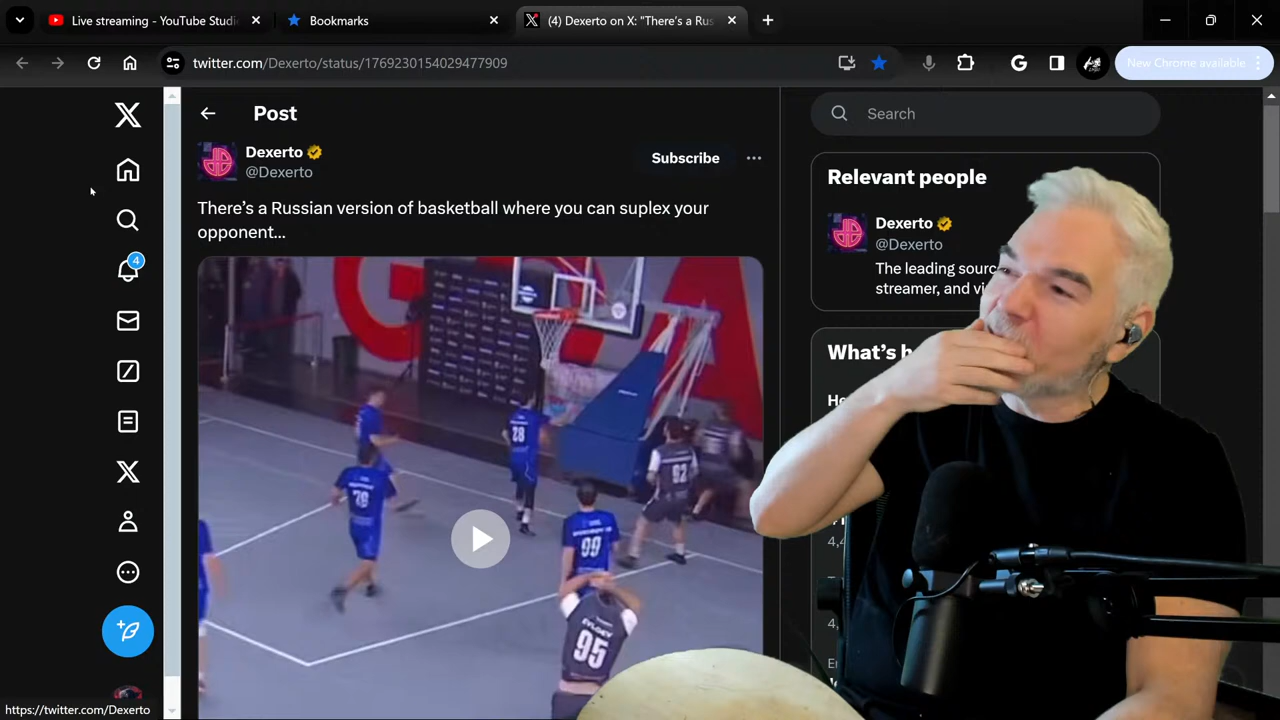 Live streaming - YouTube Studi
Bookmarks
(4) Dexerto on X: "There's a Rus
twitter.com/Dexerto/status/1769230154029477909
New Chrome available
Post
Search
Dexerto
@Dexerto
Subscribe
There's a Russian version of basketball where you can suplex your
opponent...
Relevant people
Dexerto
@Dexerto
The leading sourc
streamer, and vi
What's h
4
28
82
99
95
https://twitter.com/Dexerto